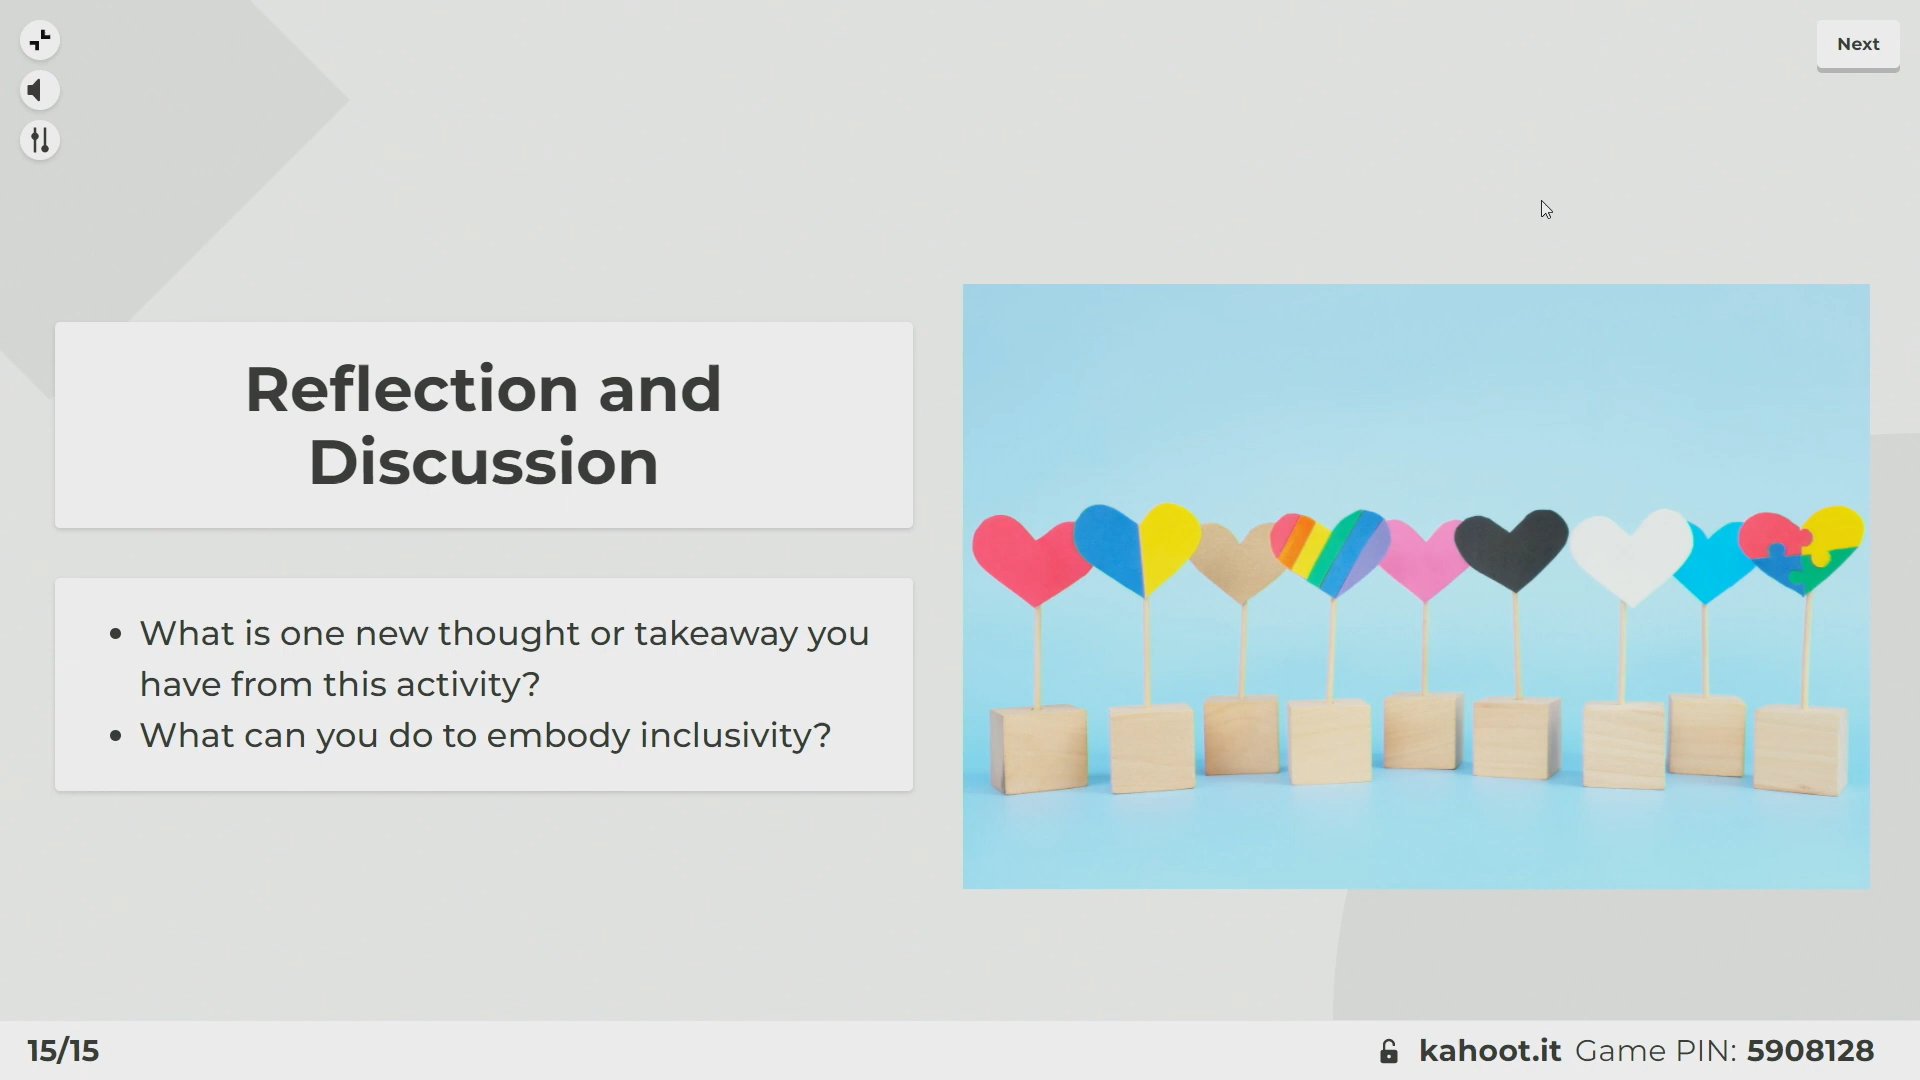 Next
Reflection and
Discussion
• What is one new thought or takeaway you
have from this activity?
• What can you do to embody inclusivity?
15/15
kahoot.it Game PIN: 5908128